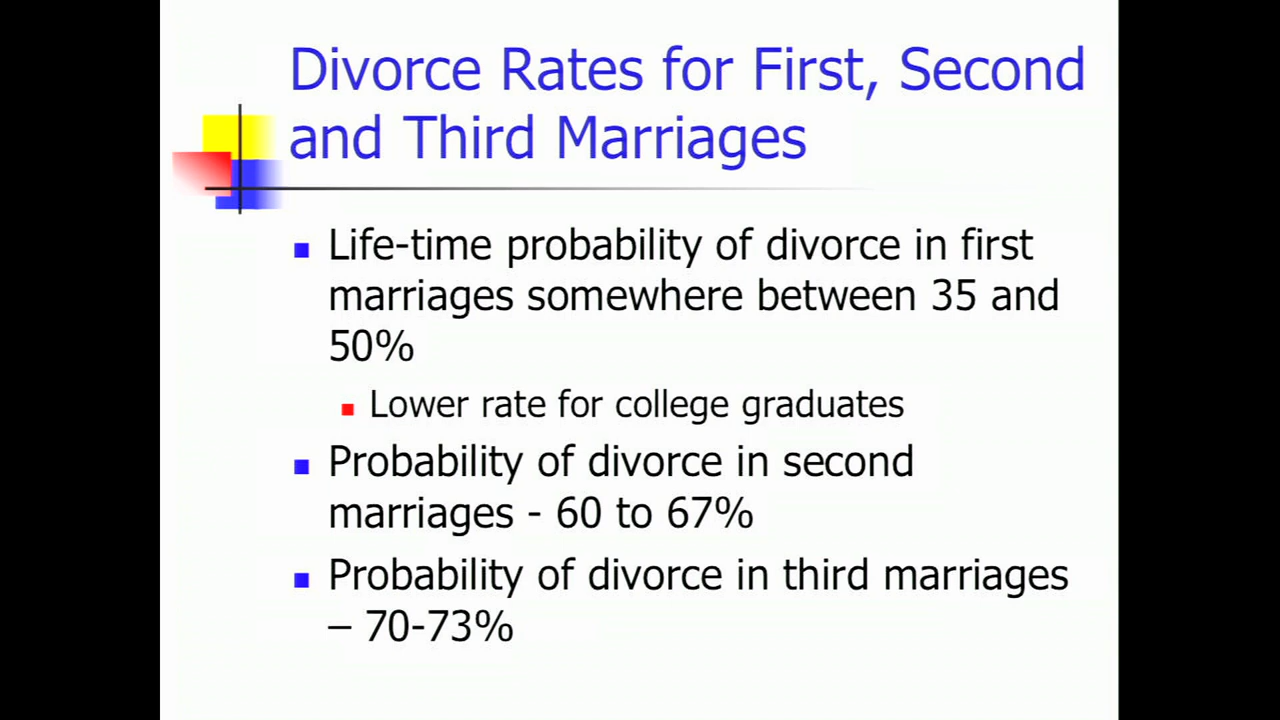 Divorce Rates for First, Second
and Third Marriages
Life-time probability of divorce in first
marriages somewhere between 35 and
50%
Lower rate for college graduates
Probability of divorce in second
marriages - 60 to 67%
Probability of divorce in third marriages
– 70-73%